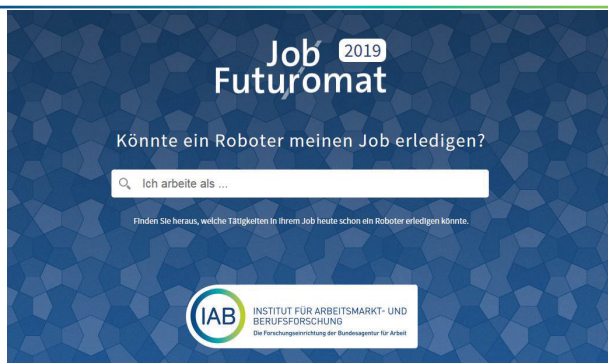 Job 2019
Futuromat
Könnte ein Roboter meinen Job erledigen?
Ich arbeite als ...
Finden Sie heraus, welche Tätigkeiten in Ihrem Job heute schon ein Roboter erledigen könnte.
IAB
INSTITUT FÜR ARBEITSMARKT- UND
BERUFSFORSCHUNG
Die Forschungseinrichtung der Bundesagentur für Arbeit